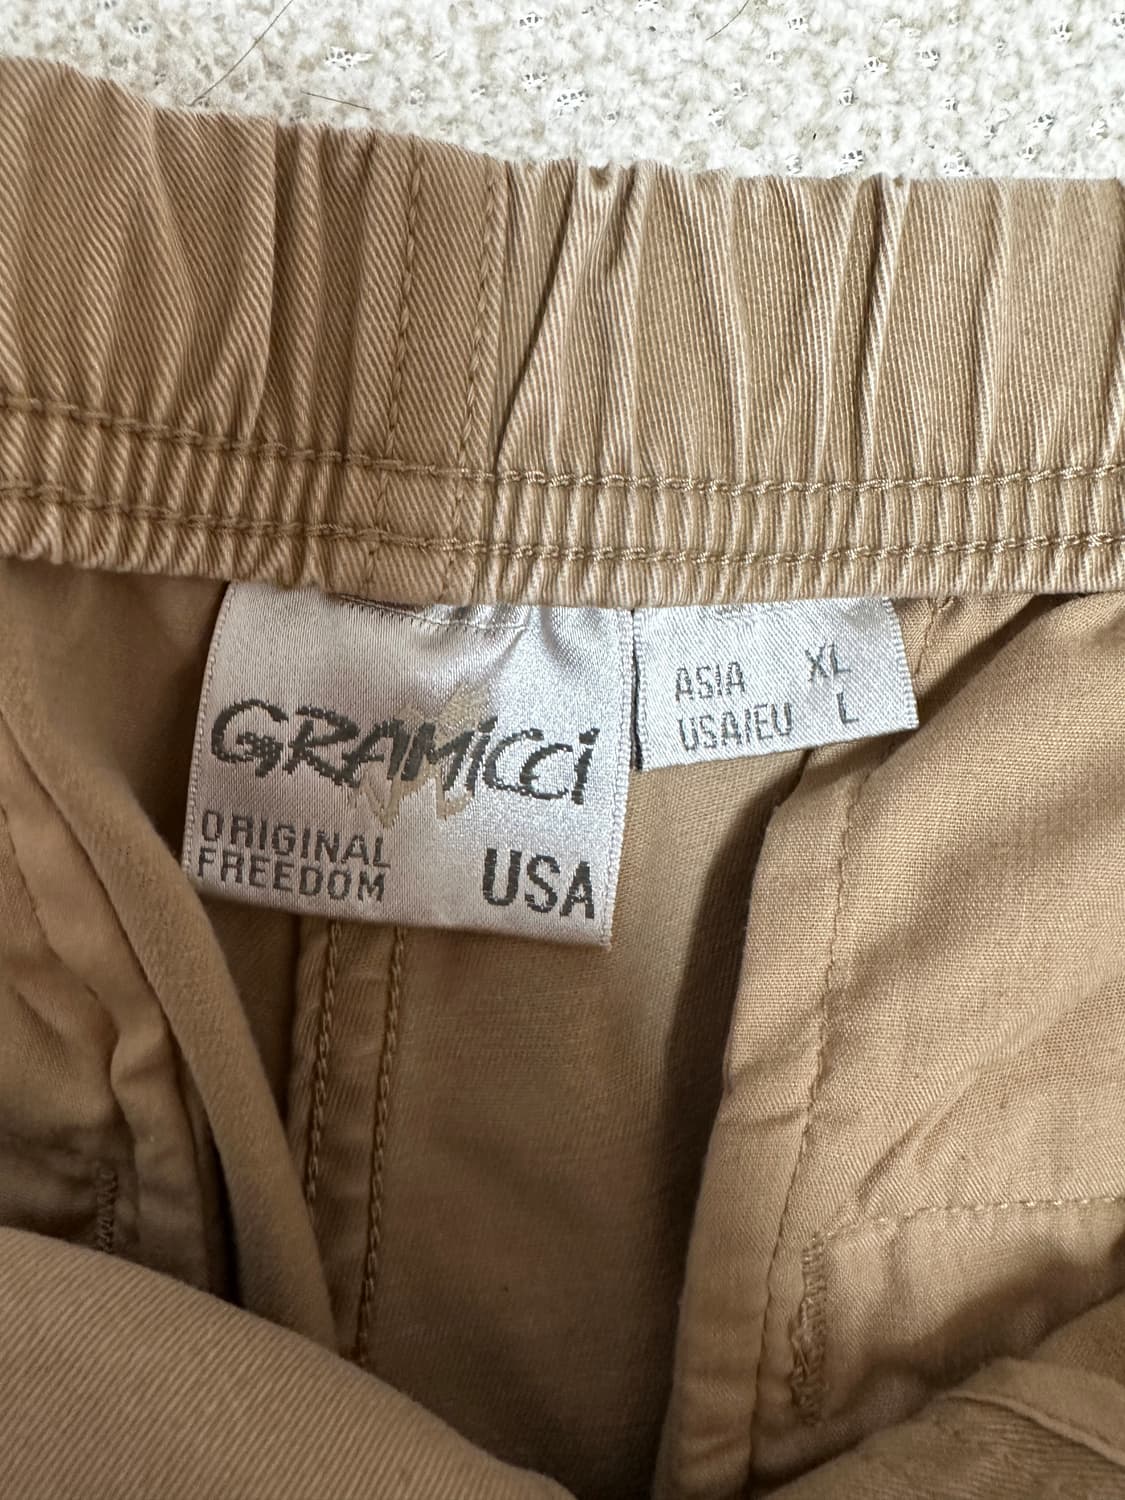 GRAMicci
ORIGINAL
FREEDOM
USA
ASIA XL
USA/EU L